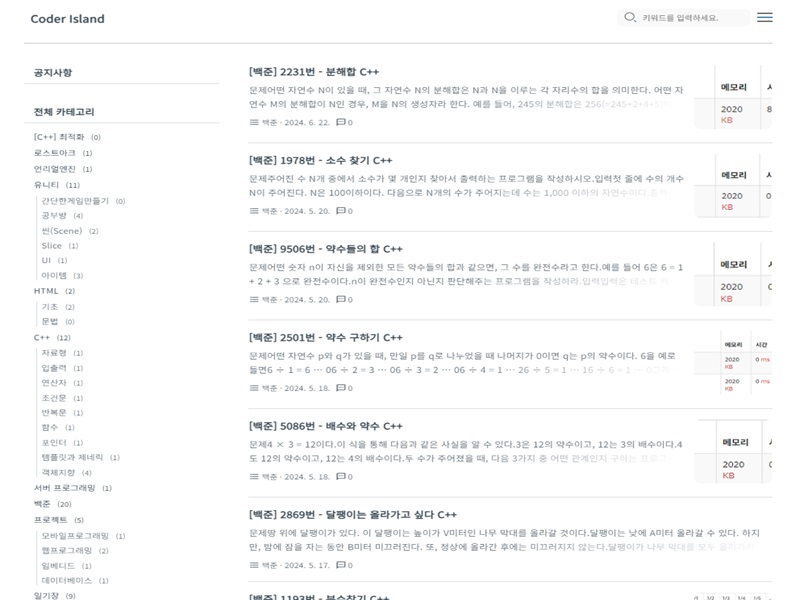 Coder Island
키워드를 입력하세요.
공지사항
전체 카테고리
[C++] 최적화 (0)
로스트아크 (1)
언리얼엔진 (1)
유니티 (11)
간단한게임만들기 (0)
공부방 (4)
씬(Scene) (2)
Slice (1)
UI (1)
아이템 (3)
HTML (2)
기초 (2)
문법 (0)
C++ (12)
자료형 (1)
입출력 (1)
연산자 (1)
조건문 (1)
반복문 (1)
함수 (1)
포인터 (1)
템플릿과 제네릭 (1)
객체지향 (4)
서버 프로그래밍 (1)
백준 (20)
프로젝트 (5)
모바일프로그래밍 (1)
웹프로그래밍 (2)
임베디드 (1)
데이터베이스 (1)
일기장 (9)
[백준] 2231번 - 분해합 C++
문제어떤 자연수 N이 있을 때, 그 자연수 N의 분해합은 N과 N을 이루는 각 자리수의 합을 의미한다. 어떤 자
연수 M의 분해합이 N인 경우, M을 N의 생성자라 한다. 예를 들어, 245의 분해합은 256(=245+2+4+5)이
백준 · 2024. 6. 22. 0
메모리
2020
KB
8
[백준] 1978번 - 소수 찾기 C++
문제주어진 수 N개 중에서 소수가 몇 개인지 찾아서 출력하는 프로그램을 작성하시오.입력첫 줄에 수의 개수
N이 주어진다. N은 100이하이다. 다음으로 N개의 수가 주어지는데 수는 1,000 이하의 자연수이다.
백준 · 2024. 5. 20. 0
메모리
2020
KB
0
[백준] 9506번 - 약수들의 합 C++
문제어떤 숫자 n이 자신을 제외한 모든 약수들의 합과 같으면, 그 수를 완전수라고 한다.예를 들어 6은 6 = 1
+ 2 + 3 으로 완전수이다.n이 완전수인지 아닌지 판단해주는 프로그램을 작성하라.입력입력은 테스트
백준 · 2024. 5. 20. 0
메모리
2020
KB
[백준] 2501번 - 약수 구하기 C++
문제어떤 자연수 p와 q가 있을 때, 만일 p를 q로 나누었을 때 나머지가 0이면 q는 p의 약수이다. 6을 예로
들면6 ÷ 1 = 6 … 06 ÷ 2 = 3 … 06 ÷ 3 = 2 … 06 ÷ 4 = 1 … 26 ÷ 5 = 1 … 16 ÷ 6 = 1 … 0그래
백준 · 2024. 5. 18. 0
메모리 시간
2020
KB
0 ms
2020
KB
0 ms
[백준] 5086번 - 배수와 약수 C++
문제4 × 3 = 12이다.이 식을 통해 다음과 같은 사실을 알 수 있다.3은 12의 약수이고, 12는 3의 배수이다.4
도 12의 약수이고, 12는 4의 배수이다.두 수가 주어졌을 때, 다음 3가지 중 어떤 관계인지 구하는 프로그
백준 · 2024. 5. 18. 0
메모리
2020
KB
[백준] 2869번 - 달팽이는 올라가고 싶다 C++
문제땅 위에 달팽이가 있다. 이 달팽이는 높이가 V미터인 나무 막대를 올라갈 것이다.달팽이는 낮에 A미터 올라갈 수 있다. 하지
만, 밤에 잠을 자는 동안 B미터 미끄러진다. 또, 정상에 올라간 후에는 미끄러지지 않는다.달팽이가 나무 막대를 모두 올라가
백준 · 2024. 5. 17. 0
[백준] 1193번 - 분수찾기 C++